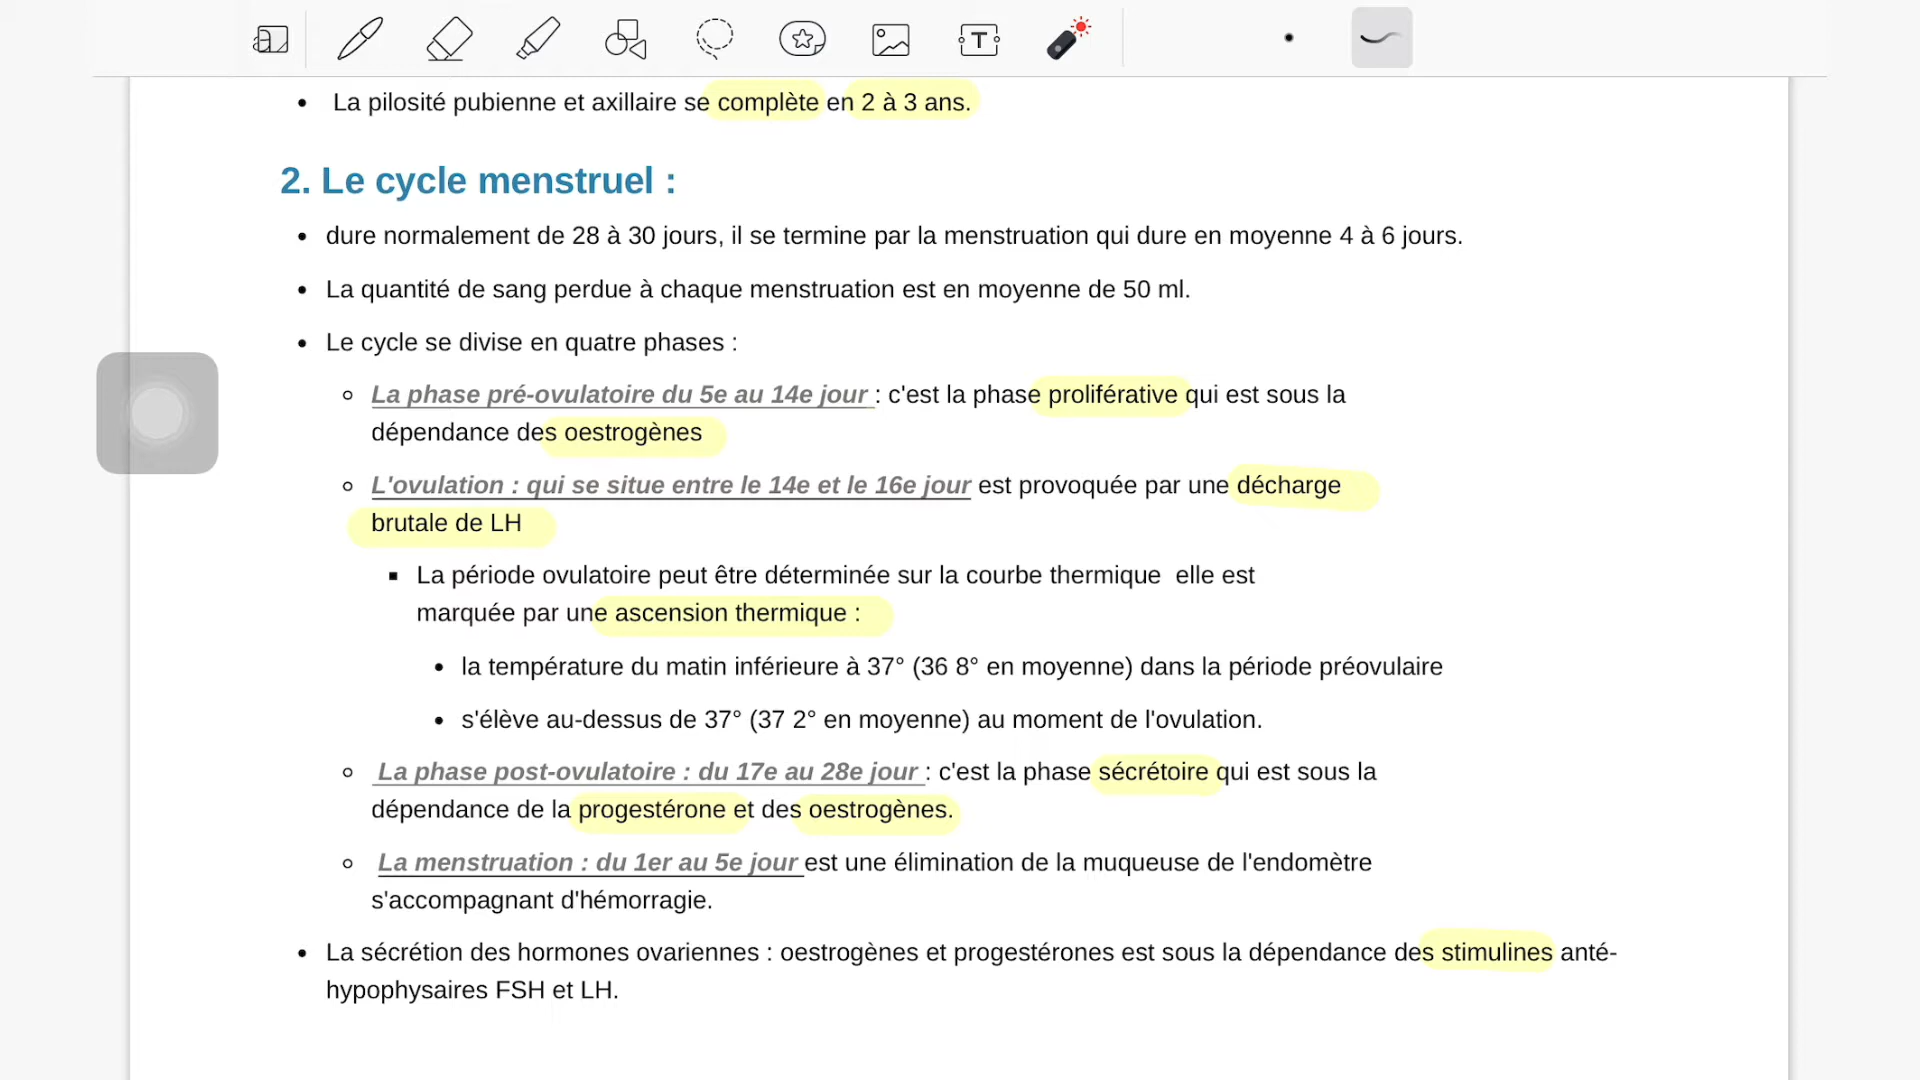 La pilosité pubienne et axillaire se complète en 2 à 3 ans.
2. Le cycle menstruel :
dure normalement de 28 à 30 jours, il se termine par la menstruation qui dure en moyenne 4 à 6 jours.
La quantité de sang perdue à chaque menstruation est en moyenne de 50 ml.
Le cycle se divise en quatre phases :
La phase pré-ovulatoire du 5e au 14e jour : c'est la phase proliférative qui est sous la
dépendance des oestrogènes
L'ovulation : qui se situe entre le 14e et le 16e jour est provoquée par une décharge
brutale de LH
La période ovulatoire peut être déterminée sur la courbe thermique elle est
marquée par une ascension thermique :
la température du matin inférieure à 37° (36 8° en moyenne) dans la période préovulaire
s'élève au-dessus de 37° (37 2° en moyenne) au moment de l'ovulation.
La phase post-ovulatoire : du 17e au 28e jour : c'est la phase sécrétoire qui est sous la
dépendance de la progestérone et des oestrogènes.
La menstruation : du 1er au 5e jour est une élimination de la muqueuse de l'endomètre
s'accompagnant d'hémorragie.
La sécrétion des hormones ovariennes : oestrogènes et progestérones est sous la dépendance des stimulines anté-
hypophysaires FSH et LH.